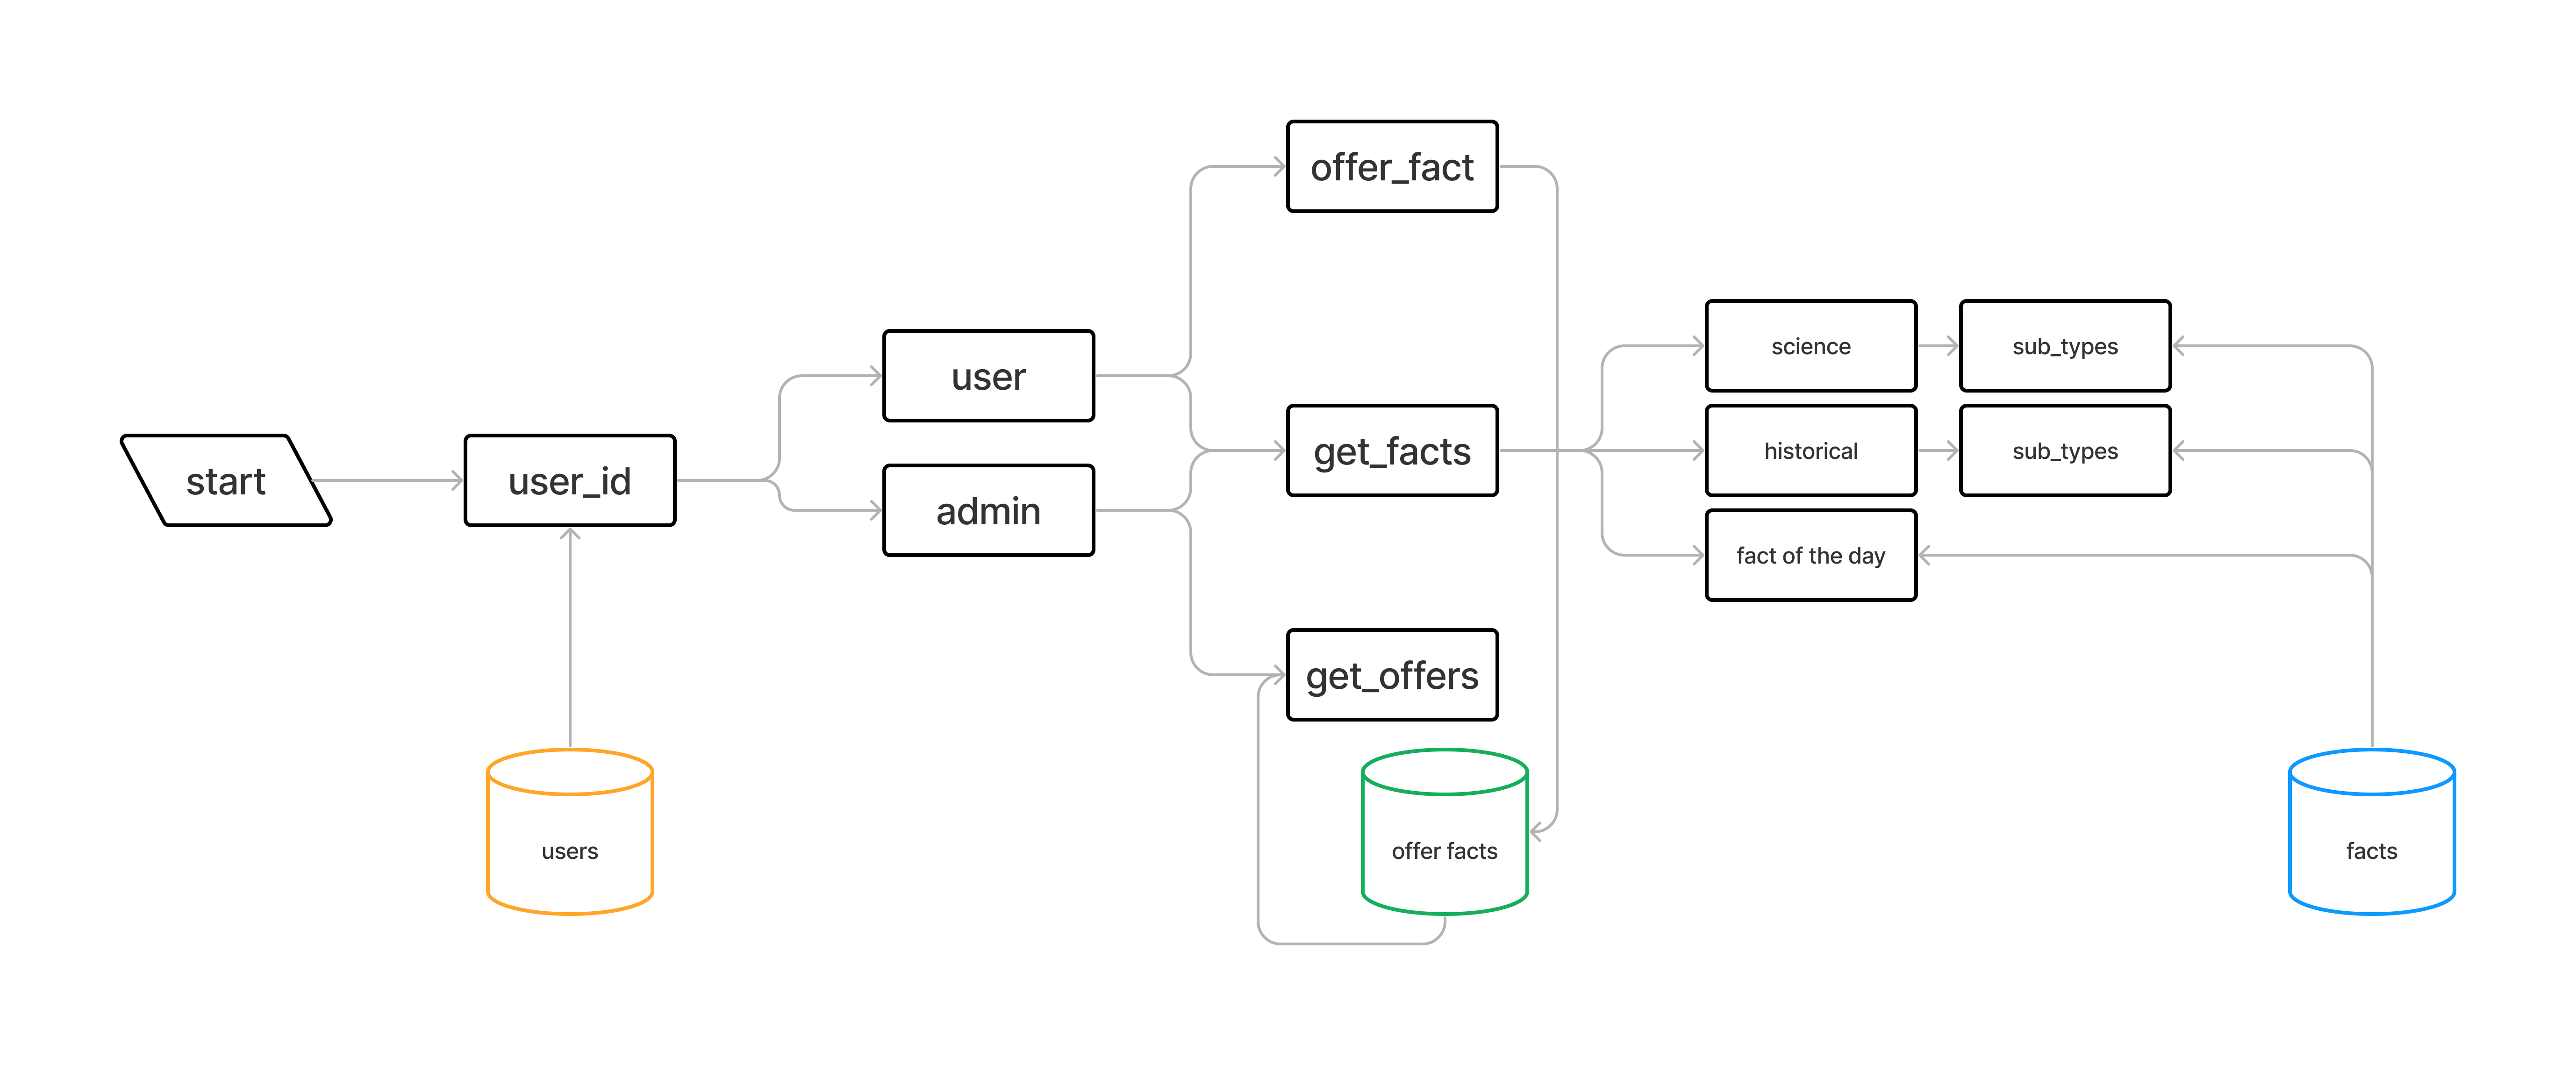 start
user_id
users
user
admin
offer_fact
get_facts
get_offers
offer facts
science
sub_types
historical
sub_types
fact of the day
facts